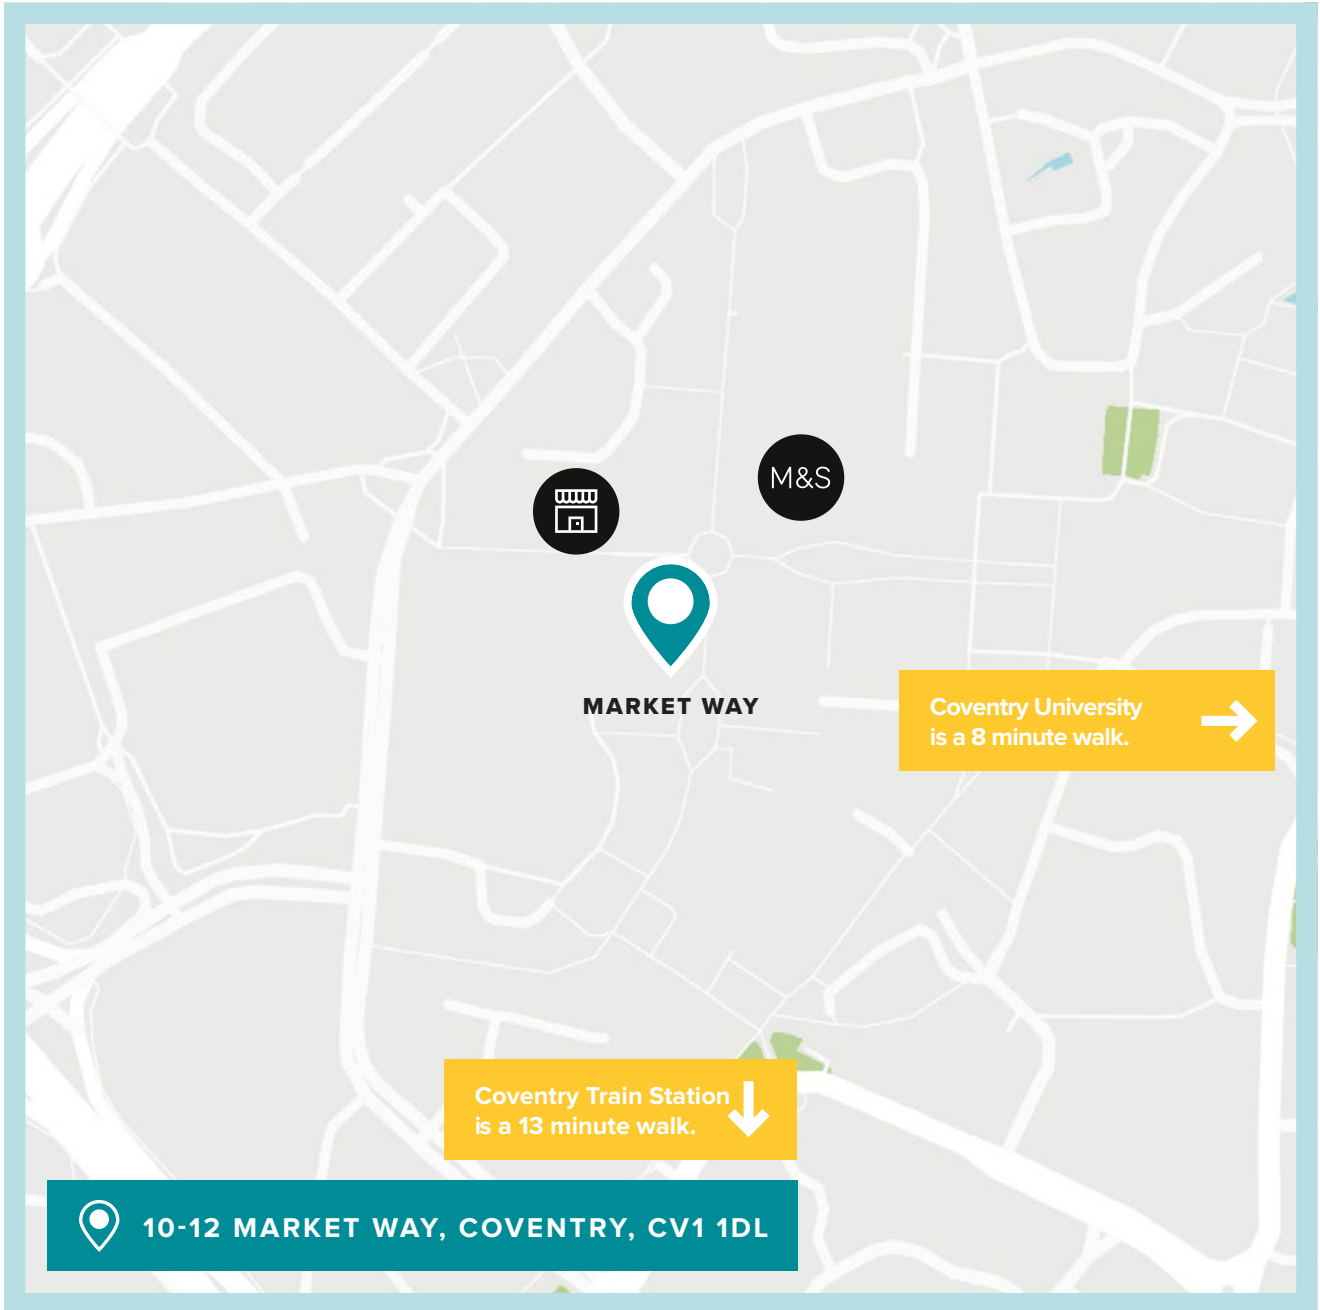 M&S
MARKET WAY
Coventry University
is a 8 minute walk.
Coventry Train Station
is a 13 minute walk.
10-12 MARKET WAY, COVENTRY, CV1 1DL